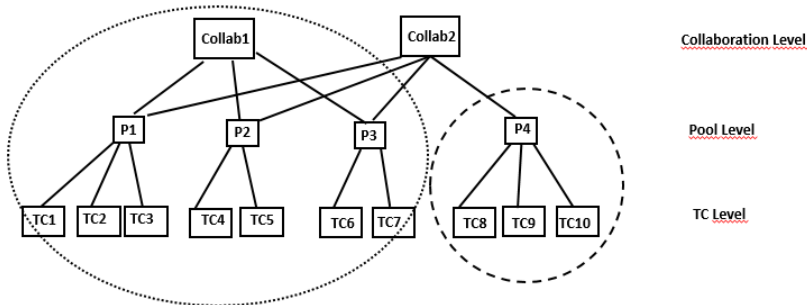 Collab1
Collab2
Collaboration Level
P1
P2
P3
P4
Pool Level
TC1
TC2
TC3
TC4
TC5
TC6
TC7
TC8
TC9
TC10
TC Level